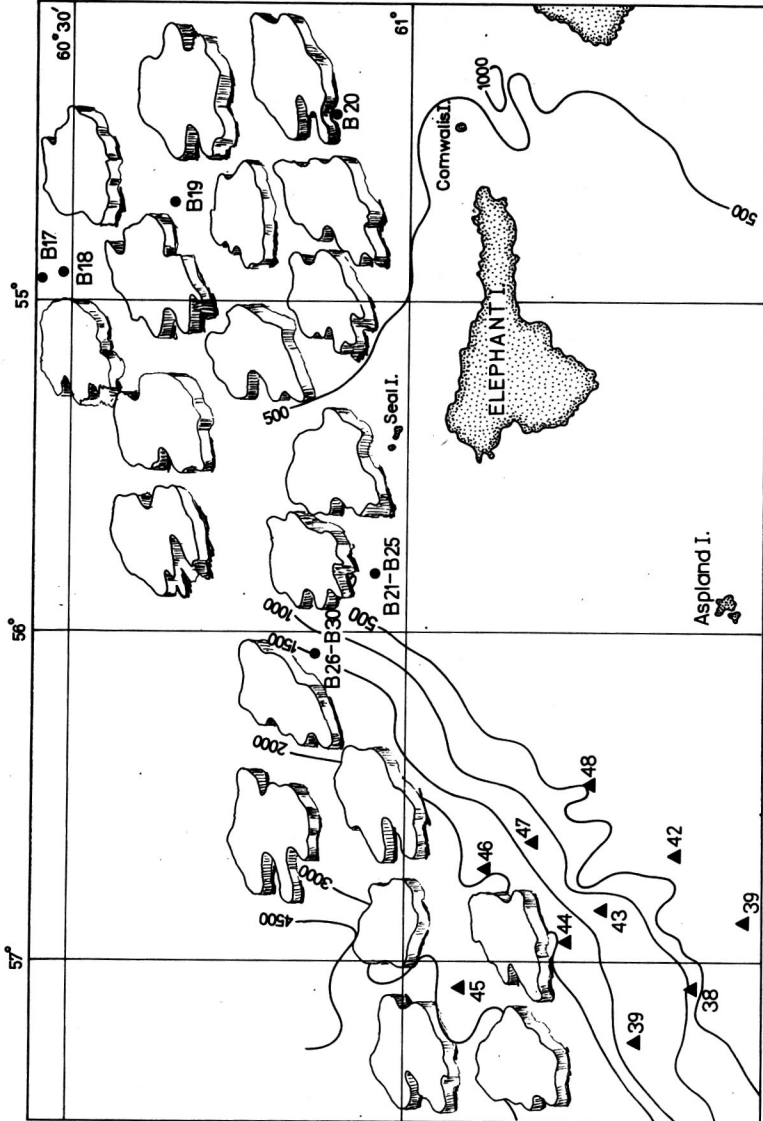 60°30'
61°
B17
B18
B19
B20
1000
Cornwalis I.
500
55°
500
Seal I.
ELEPHANT I.
B21-B25
Aspland I.
56°
1000
500
1500
B26-B30
2000
48
47
42
46
3000
4500
43
39
44
57°
45
38
39